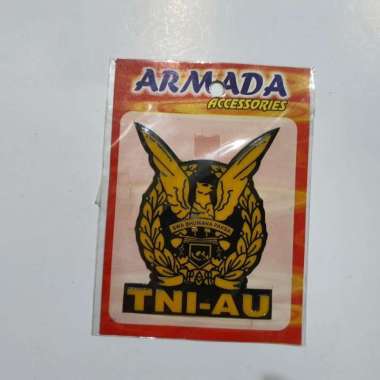 ARMADA
ACCESSORIES
SWA BHUWANA PAKSA
TNI-AU